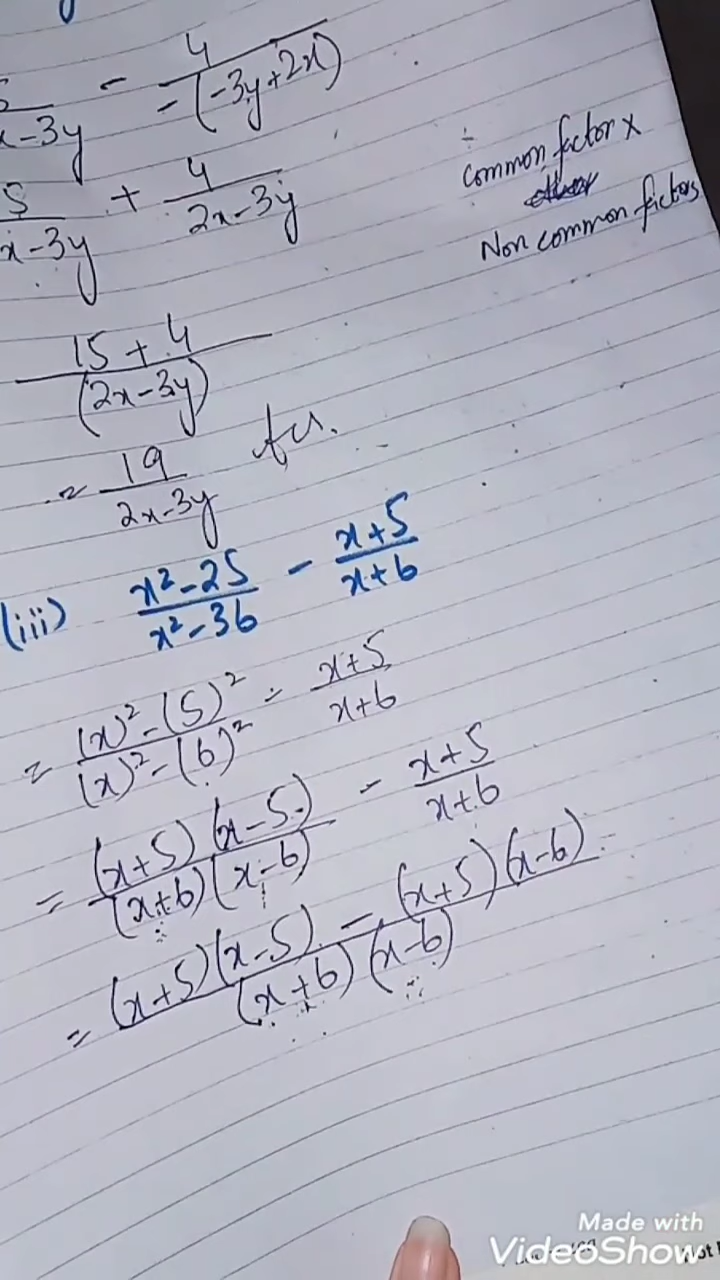 - 4/-(-3y+2x)
x-3y
5/x-3y + 4/2x-3y
÷
common factor x
Non common factors
15 + 4/(2x-3y)
= 19/2x-3y
(iii) x²-25/x²-36 - x+5/x+6
= (x)²-(5)²/(x)²-(6)² - x+5/x+6
= (x+5)(x-5)/(x+6)(x-6) - x+5/x+6
= (x+5)(x-5) - (x+5)(x-6)/(x+6)(x-6)
Made with
VideoShow